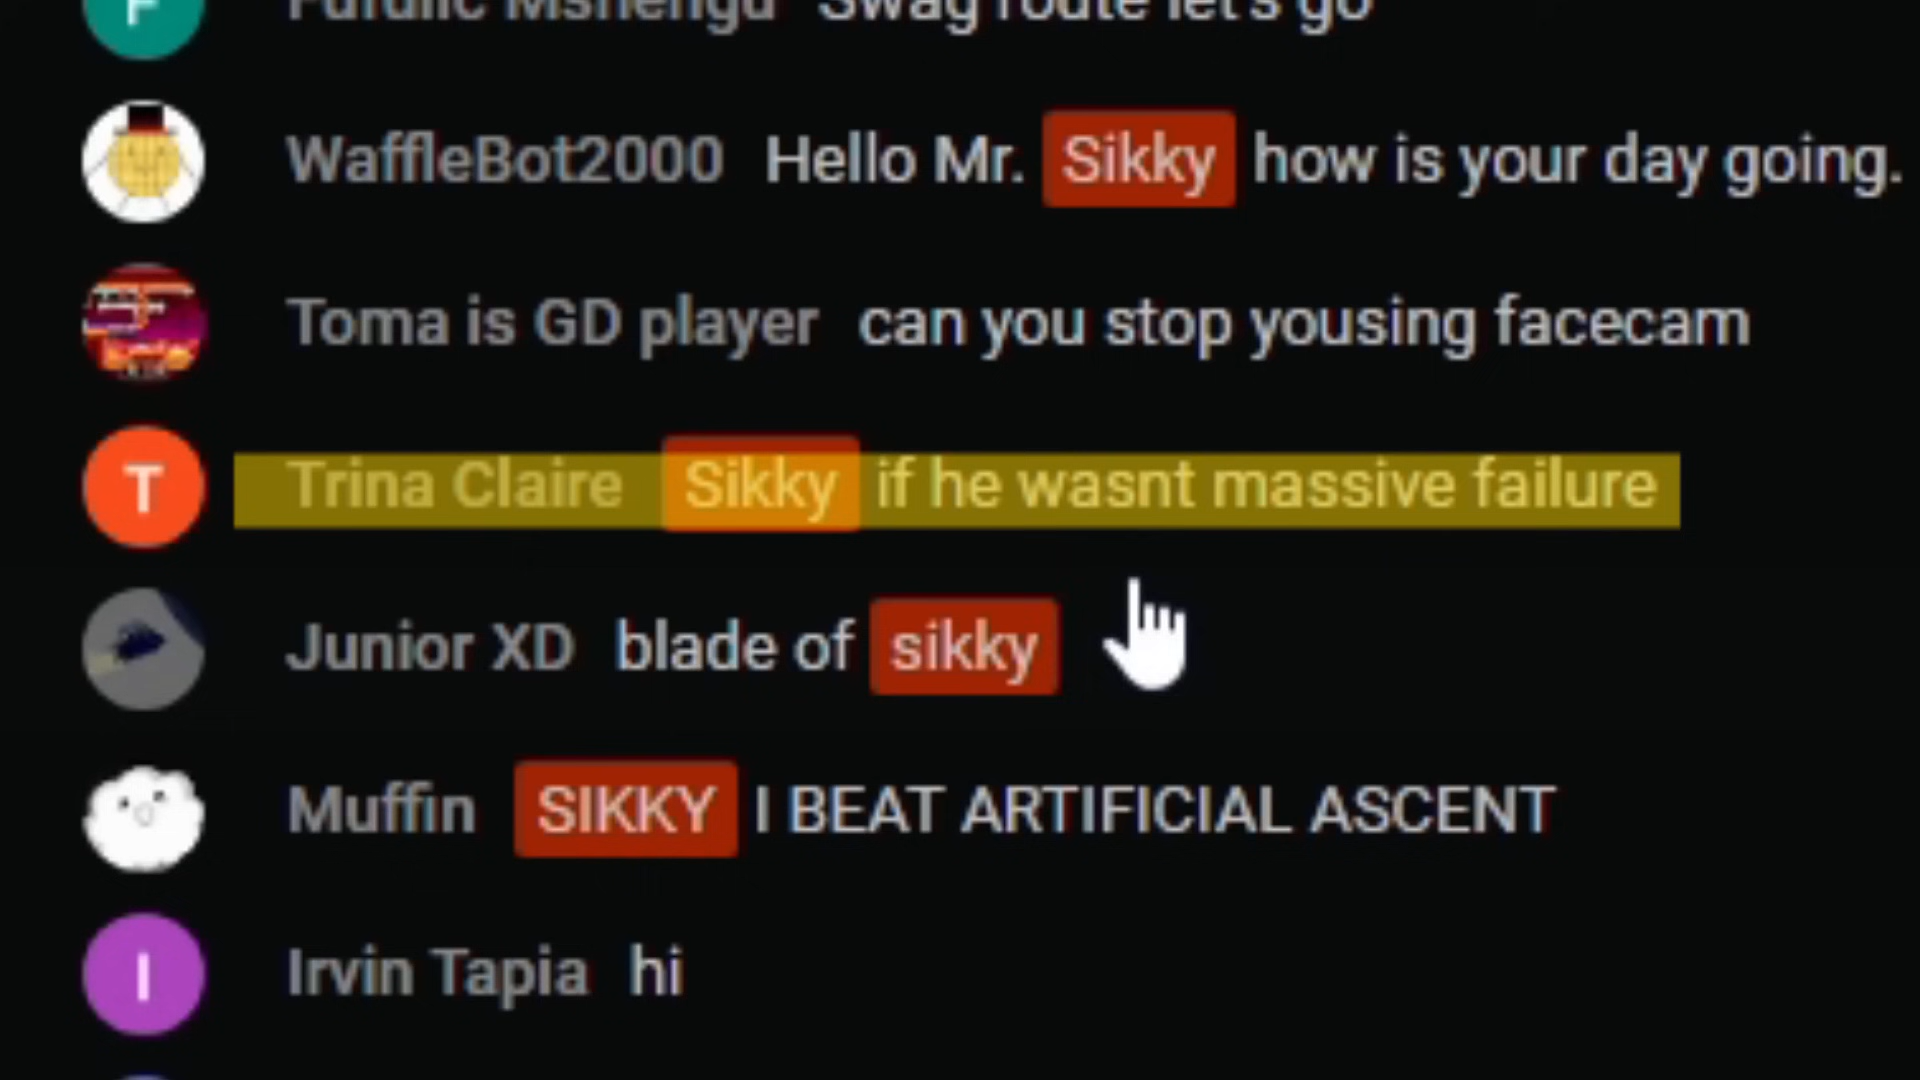 Swag route let's go
WaffleBot2000 Hello Mr. Sikky how is your day going.
Toma is GD player can you stop yousing facecam
T Trina Claire Sikky if he wasnt massive failure
Junior XD blade of sikky
Muffin SIKKY I BEAT ARTIFICIAL ASCENT
I Irvin Tapia hi